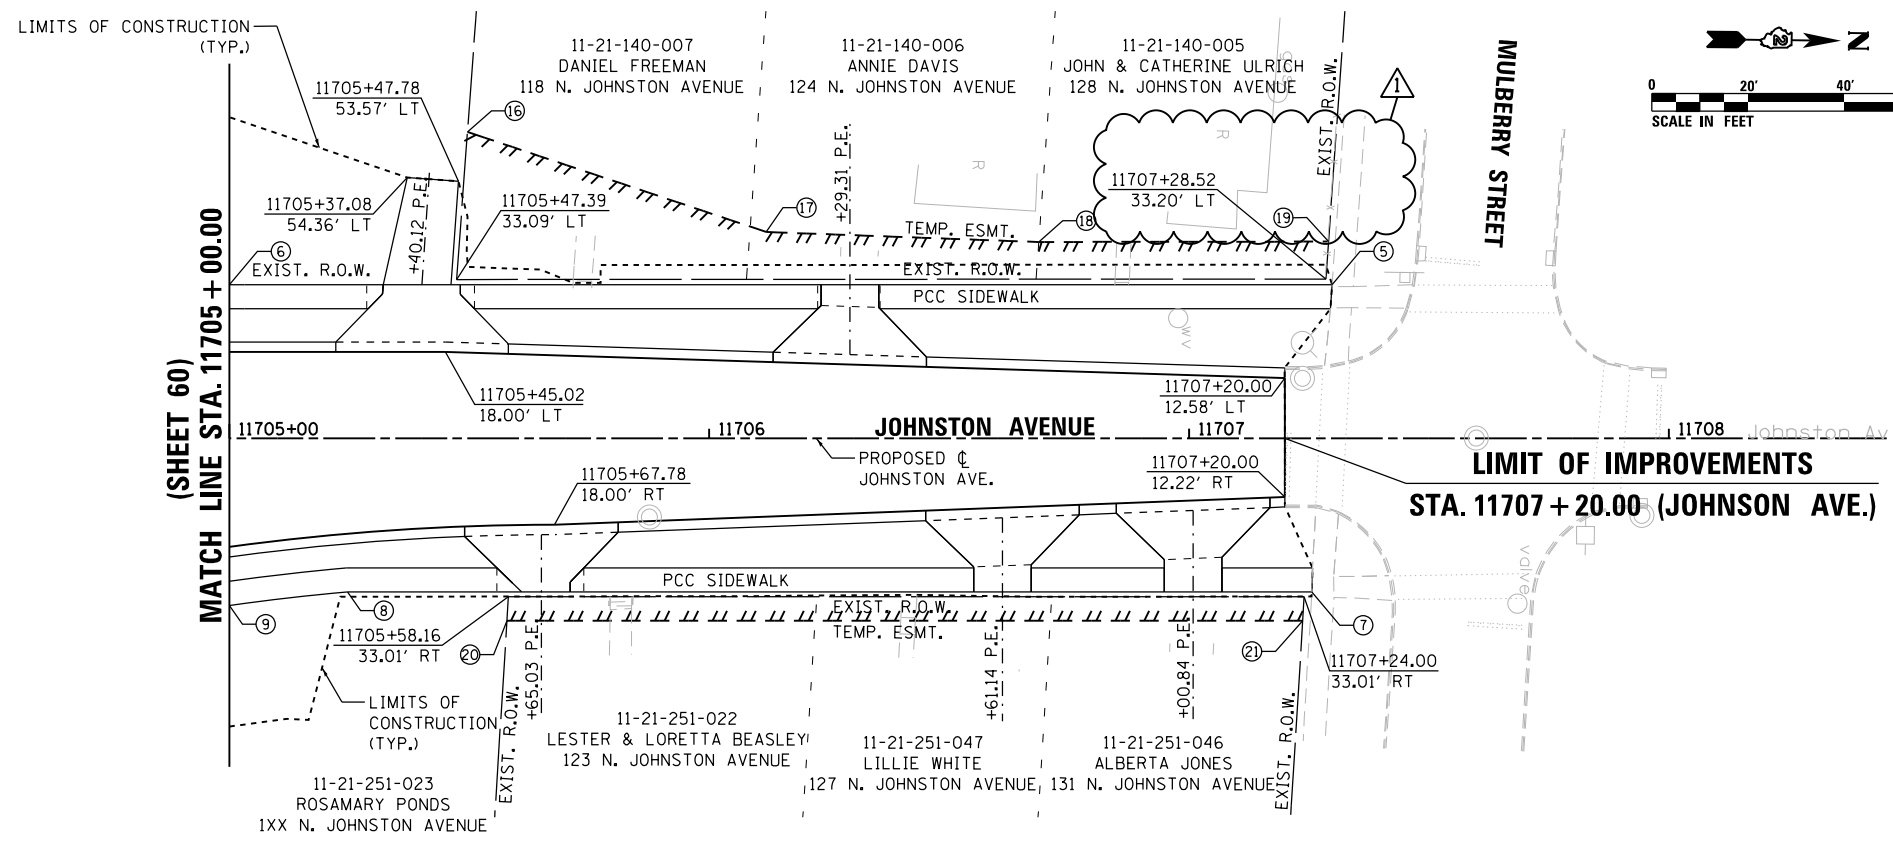 LIMITS OF CONSTRUCTION
(TYP.)
11-21-140-007
DANIEL FREEMAN
118 N. JOHNSTON AVENUE
11-21-140-006
ANNIE DAVIS
124 N. JOHNSTON AVENUE
11-21-140-005
JOHN & CATHERINE ULRICH
128 N. JOHNSTON AVENUE
1
MULBERRY STREET
N
0 20' 40'
SCALE IN FEET
11705+47.78
53.57' LT
16
11705+37.08
54.36' LT
+40.12 P.E.
11705+47.39
33.09' LT
17
+29.31 P.E.
TEMP. ESMT.
18
11707+28.52
33.20' LT
19
EXIST. R.O.W.
R
R
6
EXIST. R.O.W.
EXIST. R.O.W.
5
PCC SIDEWALK
WV
(SHEET 60)
MATCH LINE STA. 11705+00.00
11705+45.02
18.00' LT
11707+20.00
12.58' LT
11705+00
11706
JOHNSTON AVENUE
11707
11708
Johnston Av
PROPOSED ℄
JOHNSTON AVE.
11705+67.78
18.00' RT
11707+20.00
12.22' RT
LIMIT OF IMPROVEMENTS
STA. 11707+20.00 (JOHNSON AVE.)
valve
PCC SIDEWALK
9
8
11705+58.16
33.01' RT
20
EXIST. R.O.W.
TEMP. ESMT.
7
21
11707+24.00
33.01' RT
LIMITS OF
CONSTRUCTION
(TYP.)
EXIST. R.O.W.
+65.03 P.E.
+61.14 P.E.
+00.84 P.E.
EXIST. R.O.W.
11-21-251-022
LESTER & LORETTA BEASLEY
123 N. JOHNSTON AVENUE
11-21-251-047
LILLIE WHITE
127 N. JOHNSTON AVENUE
11-21-251-046
ALBERTA JONES
131 N. JOHNSTON AVENUE
11-21-251-023
ROSAMARY PONDS
1XX N. JOHNSTON AVENUE